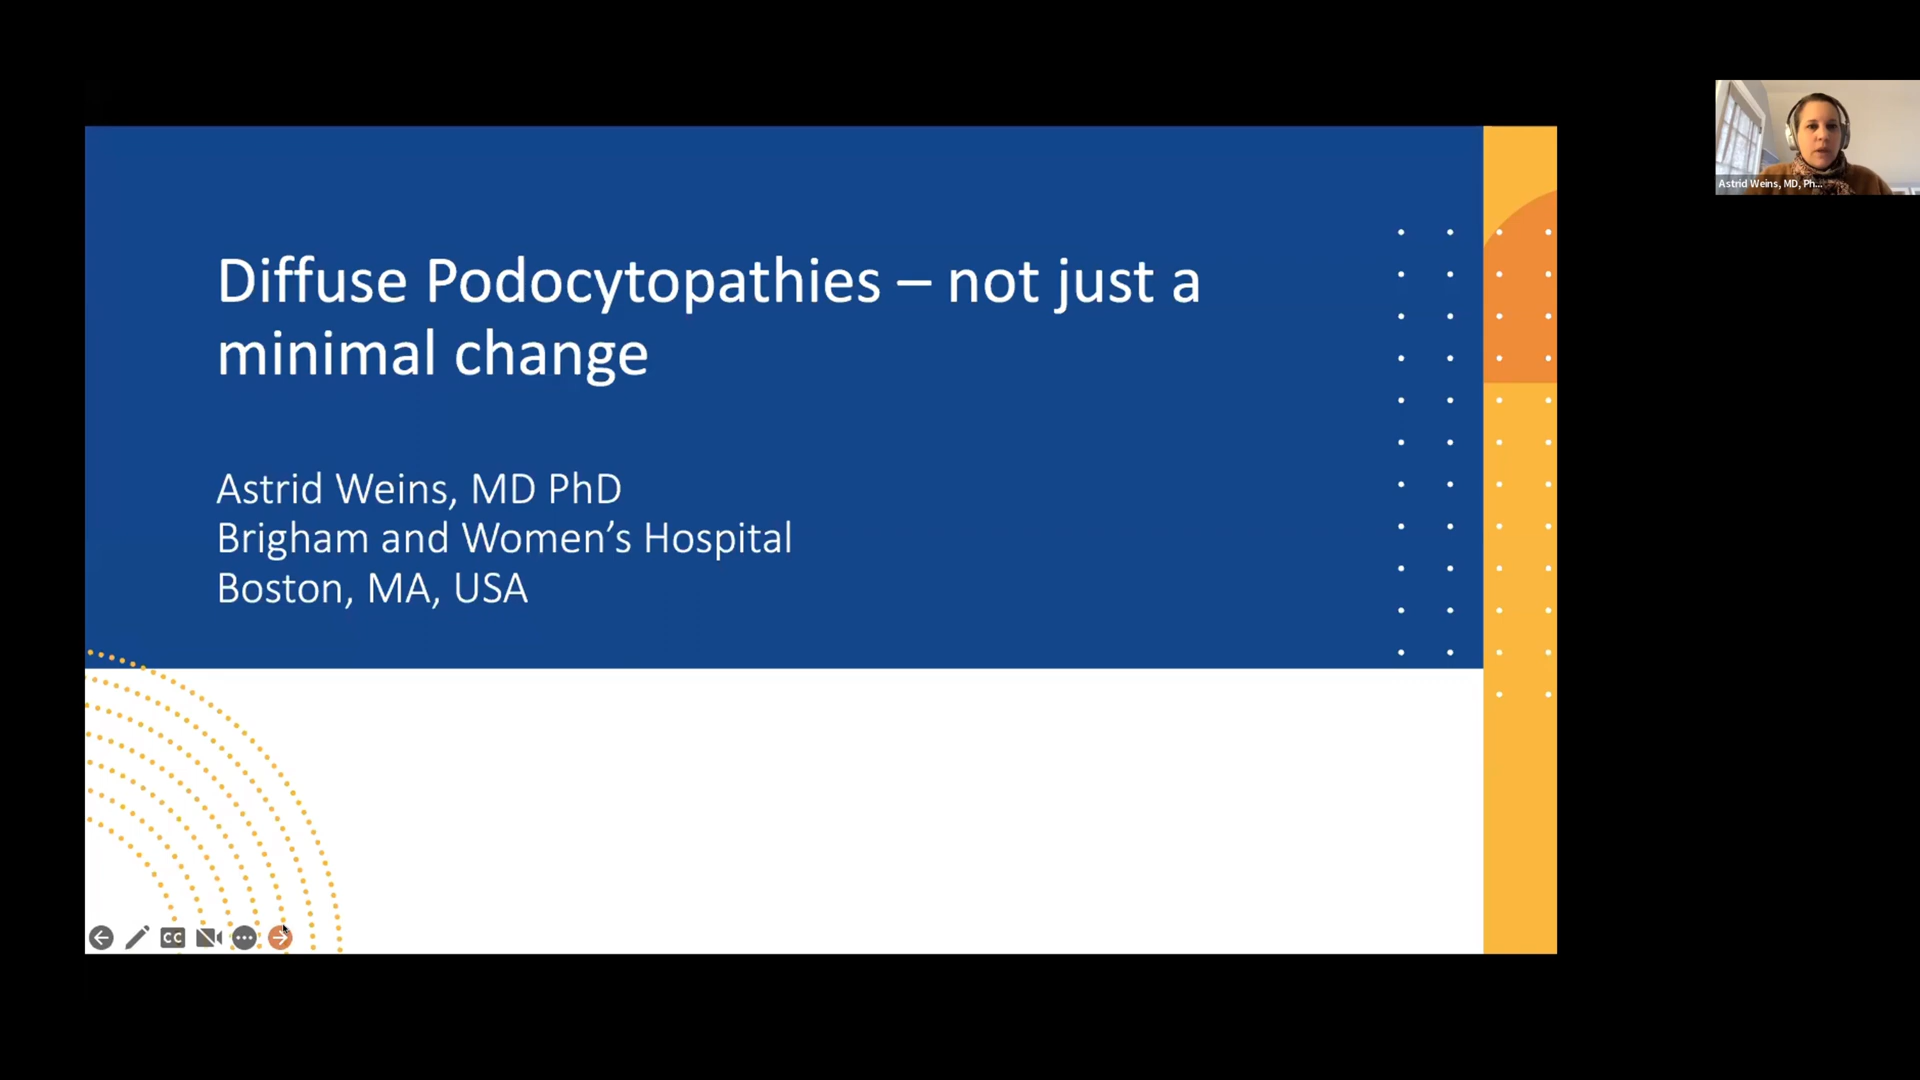 Diffuse Podocytopathies – not just a
minimal change
Astrid Weins, MD PhD
Brigham and Women’s Hospital
Boston, MA, USA
Astrid Weins, MD, Ph...
CC